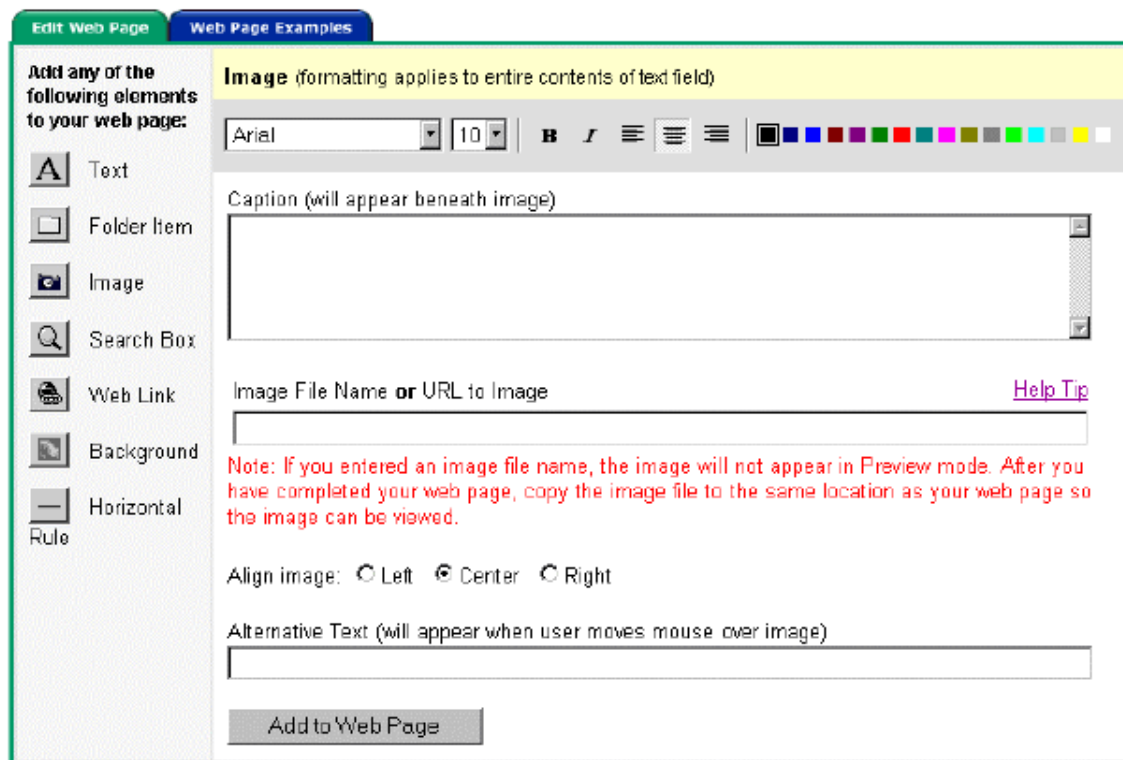 Edit Web Page
Web Page Examples
Add any of the
following elements
to your web page:
A Text
Folder Item
Image
Search Box
Web Link
Background
Horizontal
Rule
Image (formatting applies to entire contents of text field)
Arial 10 B I
Caption (will appear beneath image)
Image File Name or URL to Image Help Tip
Note: If you entered an image file name, the image will not appear in Preview mode. After you
have completed your web page, copy the image file to the same location as your web page so
the image can be viewed.
Align image: Left Center Right
Alternative Text (will appear when user moves mouse over image)
Add to Web Page